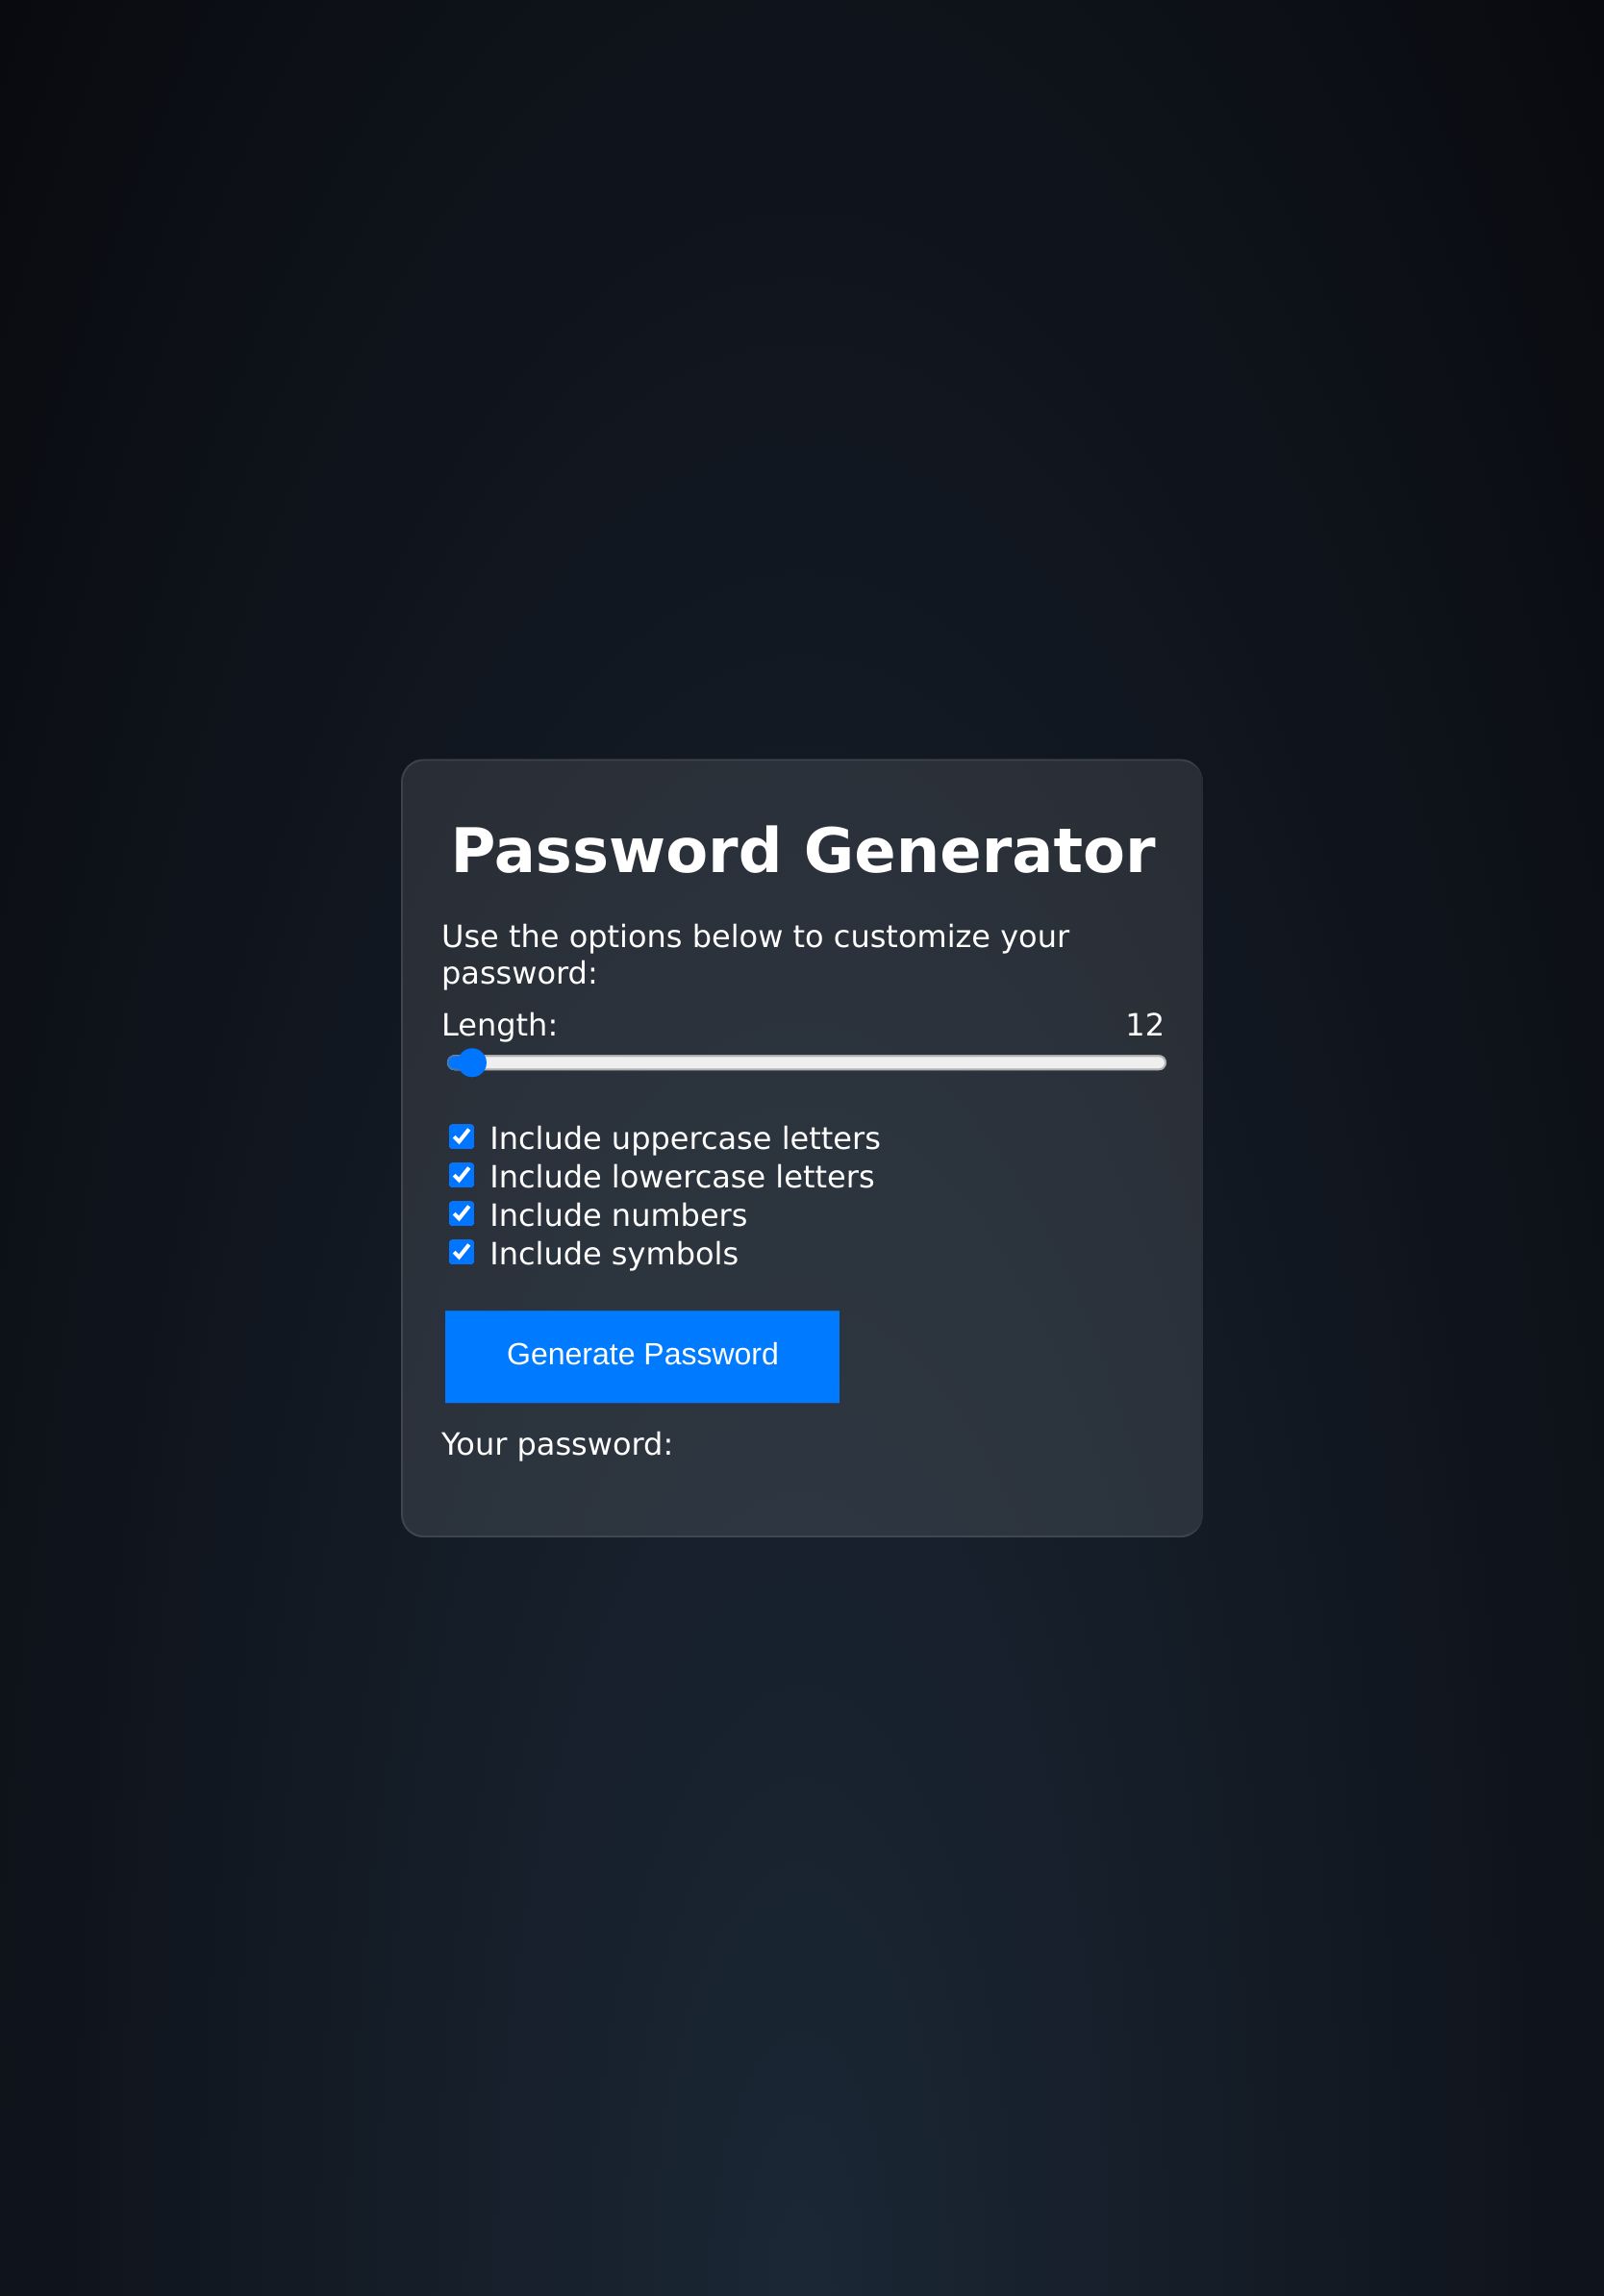 Password Generator
Use the options below to customize your
password:
Length: 12
Include uppercase letters
Include lowercase letters
Include numbers
Include symbols
Generate Password
Your password: